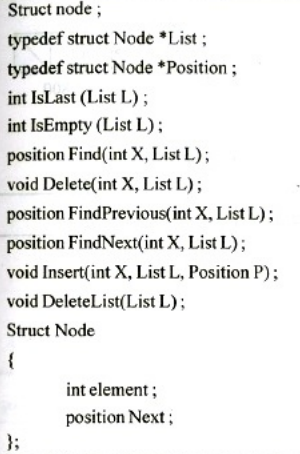 Struct node ;
typedef struct Node *List ;
typedef struct Node *Position ;
int IsLast (List L) ;
int IsEmpty (List L) ;
position Find(int X, List L) ;
void Delete(int X, List L) ;
position FindPrevious(int X, List L) ;
position FindNext(int X, List L) ;
void Insert(int X, List L, Position P) ;
void DeleteList(List L) ;
Struct Node
{
int element ;
position Next ;
};